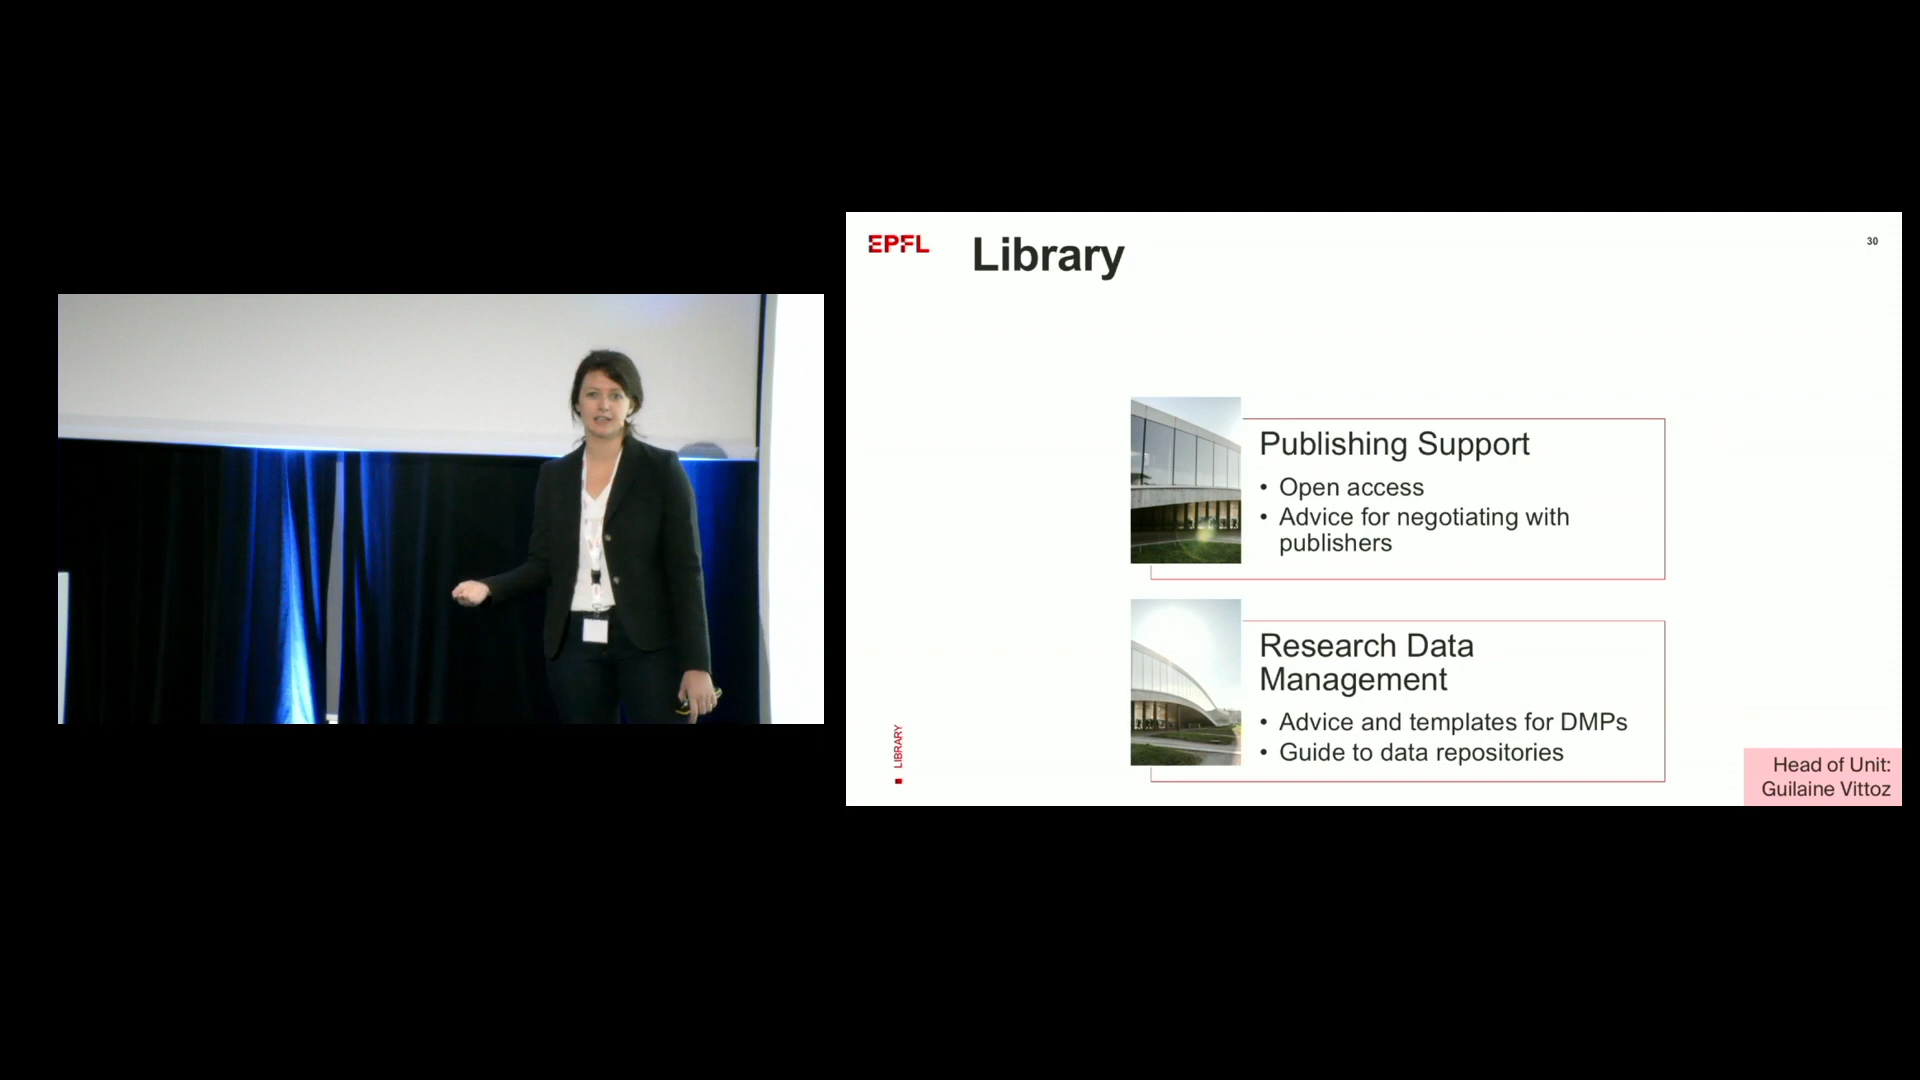 EPFL
Library
30
Publishing Support
• Open access
• Advice for negotiating with
publishers
Research Data
Management
• Advice and templates for DMPs
• Guide to data repositories
LIBRARY
Head of Unit:
Guilaine Vittoz